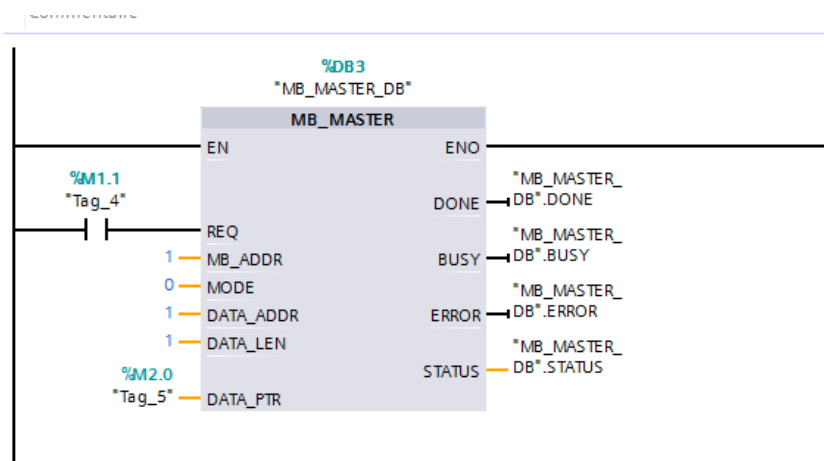 Commentaire
%DB3
"MB_MASTER_DB"
MB_MASTER
EN
ENO
%M1.1
"Tag_4"
"MB_MASTER_
DB".DONE
DONE
REQ
"MB_MASTER_
DB".BUSY
1
MB_ADDR
BUSY
0
MODE
"MB_MASTER_
DB".ERROR
1
DATA_ADDR
ERROR
1
DATA_LEN
"MB_MASTER_
DB".STATUS
STATUS
%M2.0
"Tag_5"
DATA_PTR